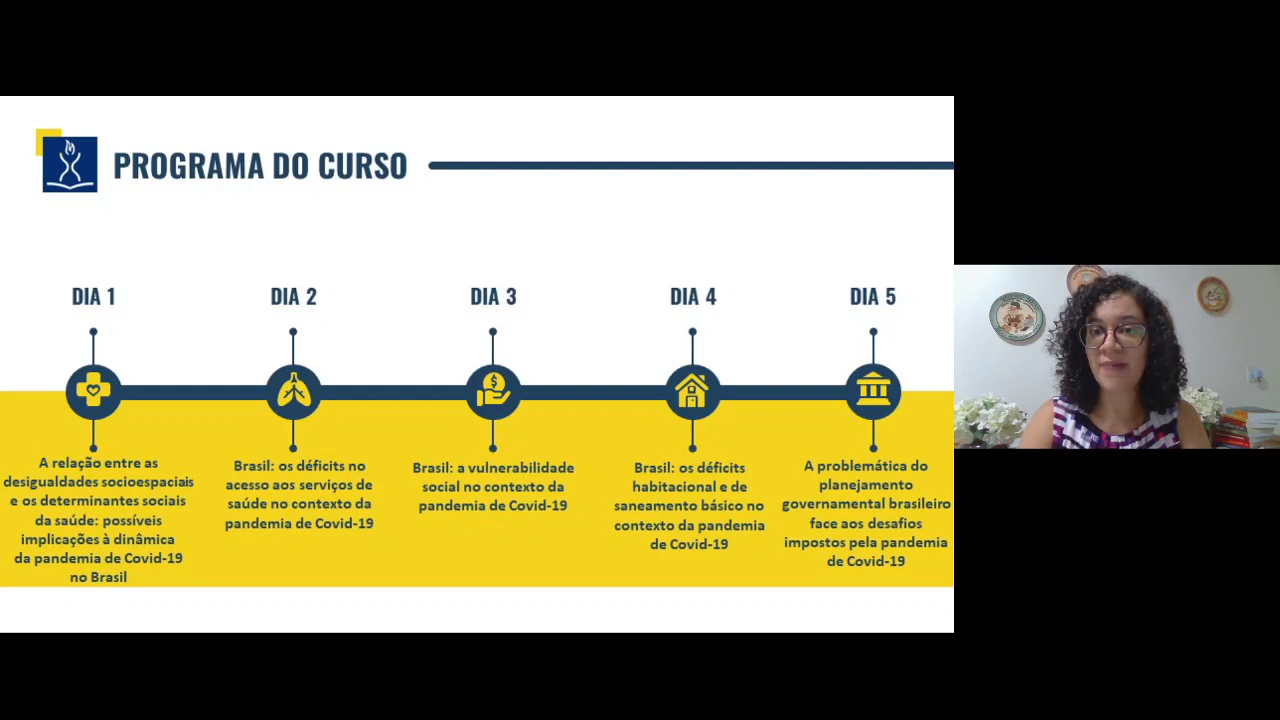 PROGRAMA DO CURSO
DIA 1
DIA 2
DIA 3
DIA 4
DIA 5
$
A relação entre as
desigualdades socioespaciais
e os determinantes sociais
da saúde: possíveis
implicações à dinâmica
da pandemia de Covid-19
no Brasil
Brasil: os déficits no
acesso aos serviços de
saúde no contexto da
pandemia de Covid-19
Brasil: a vulnerabilidade
social no contexto da
pandemia de Covid-19
Brasil: os déficits
habitacional e de
saneamento básico no
contexto da pandemia
de Covid-19
A problemática do
planejamento
governamental brasileiro
face aos desafios
impostos pela pandemia
de Covid-19